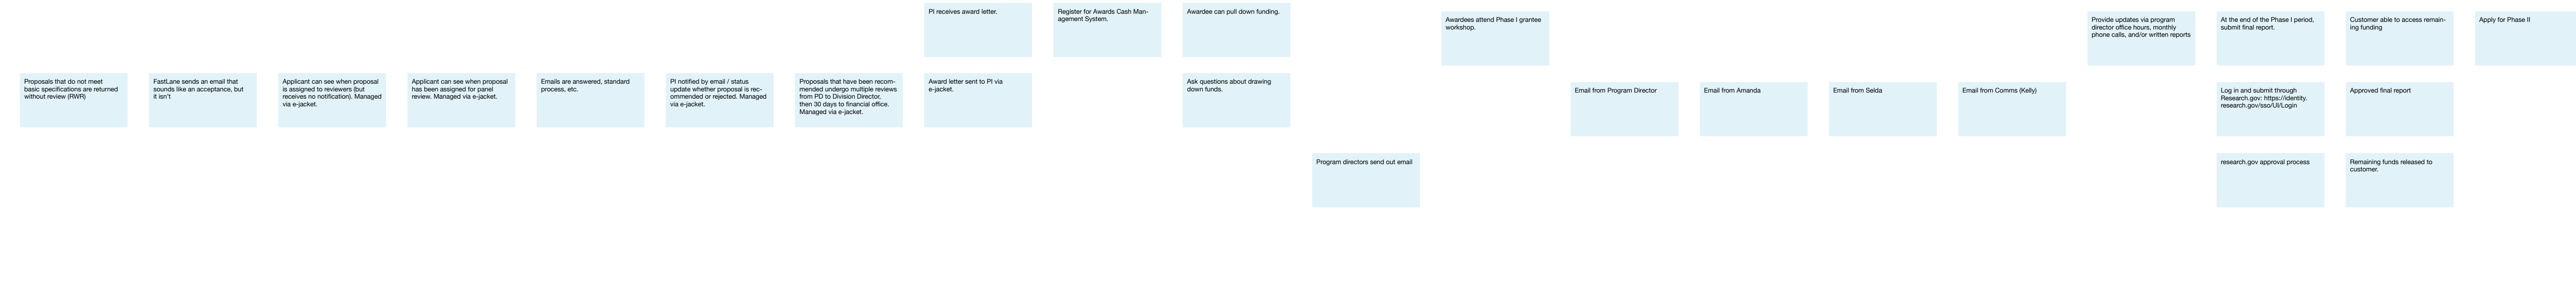 PI receives award letter.
Register for Awards Cash Man-
agement System.
Awardee can pull down funding.
Awardees attend Phase I grantee
workshop.
Provide updates via program
director office hours, monthly
phone calls, and/or written reports
At the end of the Phase I period,
submit final report.
Customer able to access remain-
ing funding
Apply for Phase II
Proposals that do not meet
basic specifications are returned
without review (RWR)
FastLane sends an email that
sounds like an acceptance, but
it isn't
Applicant can see when proposal
is assigned to reviewers (but
receives no notification). Managed
via e-jacket.
Applicant can see when proposal
has been assigned for panel
review. Managed via e-jacket.
Emails are answered, standard
process, etc.
PI notified by email / status
update whether proposal is rec-
ommended or rejected. Managed
via e-jacket.
Proposals that have been recom-
mended undergo multiple reviews
from PD to Division Director,
then 30 days to financial office.
Managed via e-jacket.
Award letter sent to PI via
e-jacket.
Ask questions about drawing
down funds.
Email from Program Director
Email from Amanda
Email from Selda
Email from Comms (Kelly)
Log in and submit through
Research.gov: https://identity.
research.gov/sso/UI/Login
Approved final report
Program directors send out email
research.gov approval process
Remaining funds released to
customer.